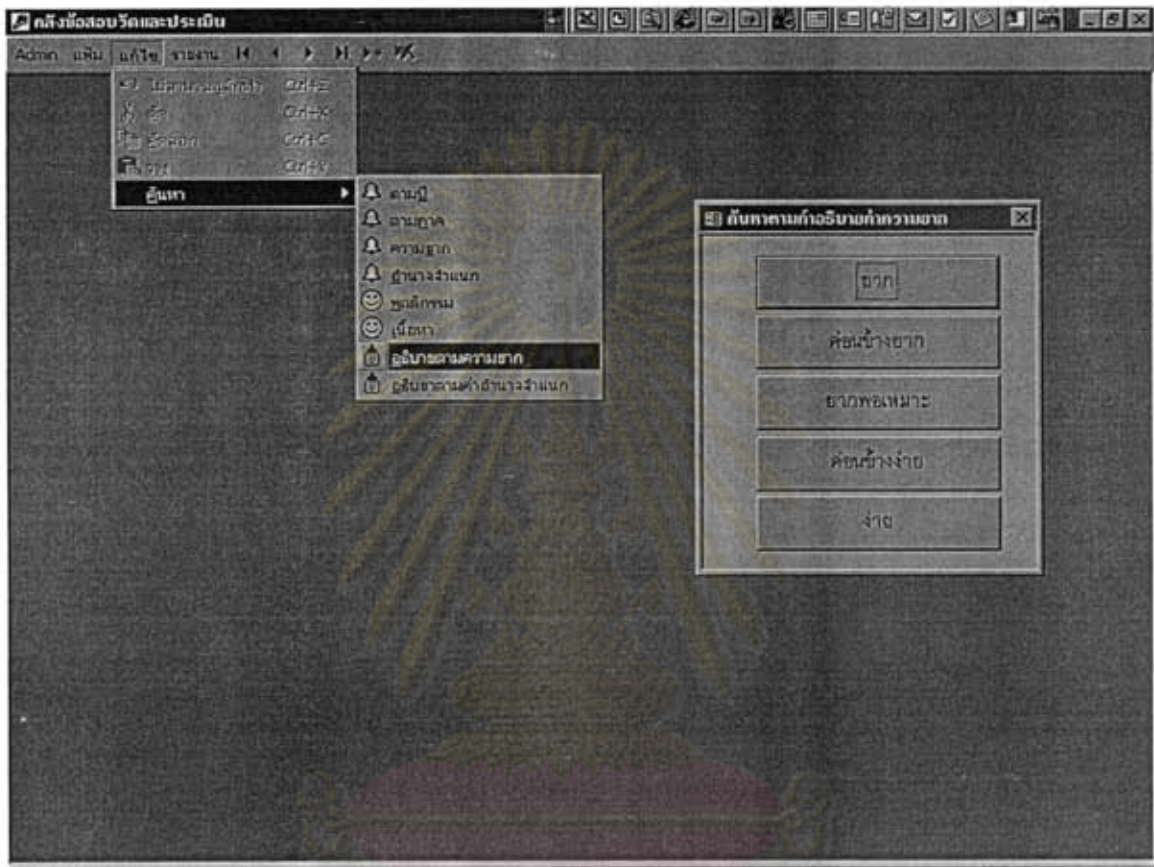 คลังข้อสอบวัดและประเมิน
Admin แฟ้ม แก้ไข รายงาน
Ctrl+X
Ctrl+C
วาง Ctrl+V
ค้นหา
ตามปี
ตามภาค
ความยาก
อำนาจจำแนก
พฤติกรรม
เนื้อหา
อธิบายตามความยาก
อธิบายตามค่าอำนาจจำแนก
ค้นหาตามคำอธิบายค่าความยาก
ยาก
ค่อนข้างยาก
ยากพอเหมาะ
ค่อนข้างง่าย
ง่าย